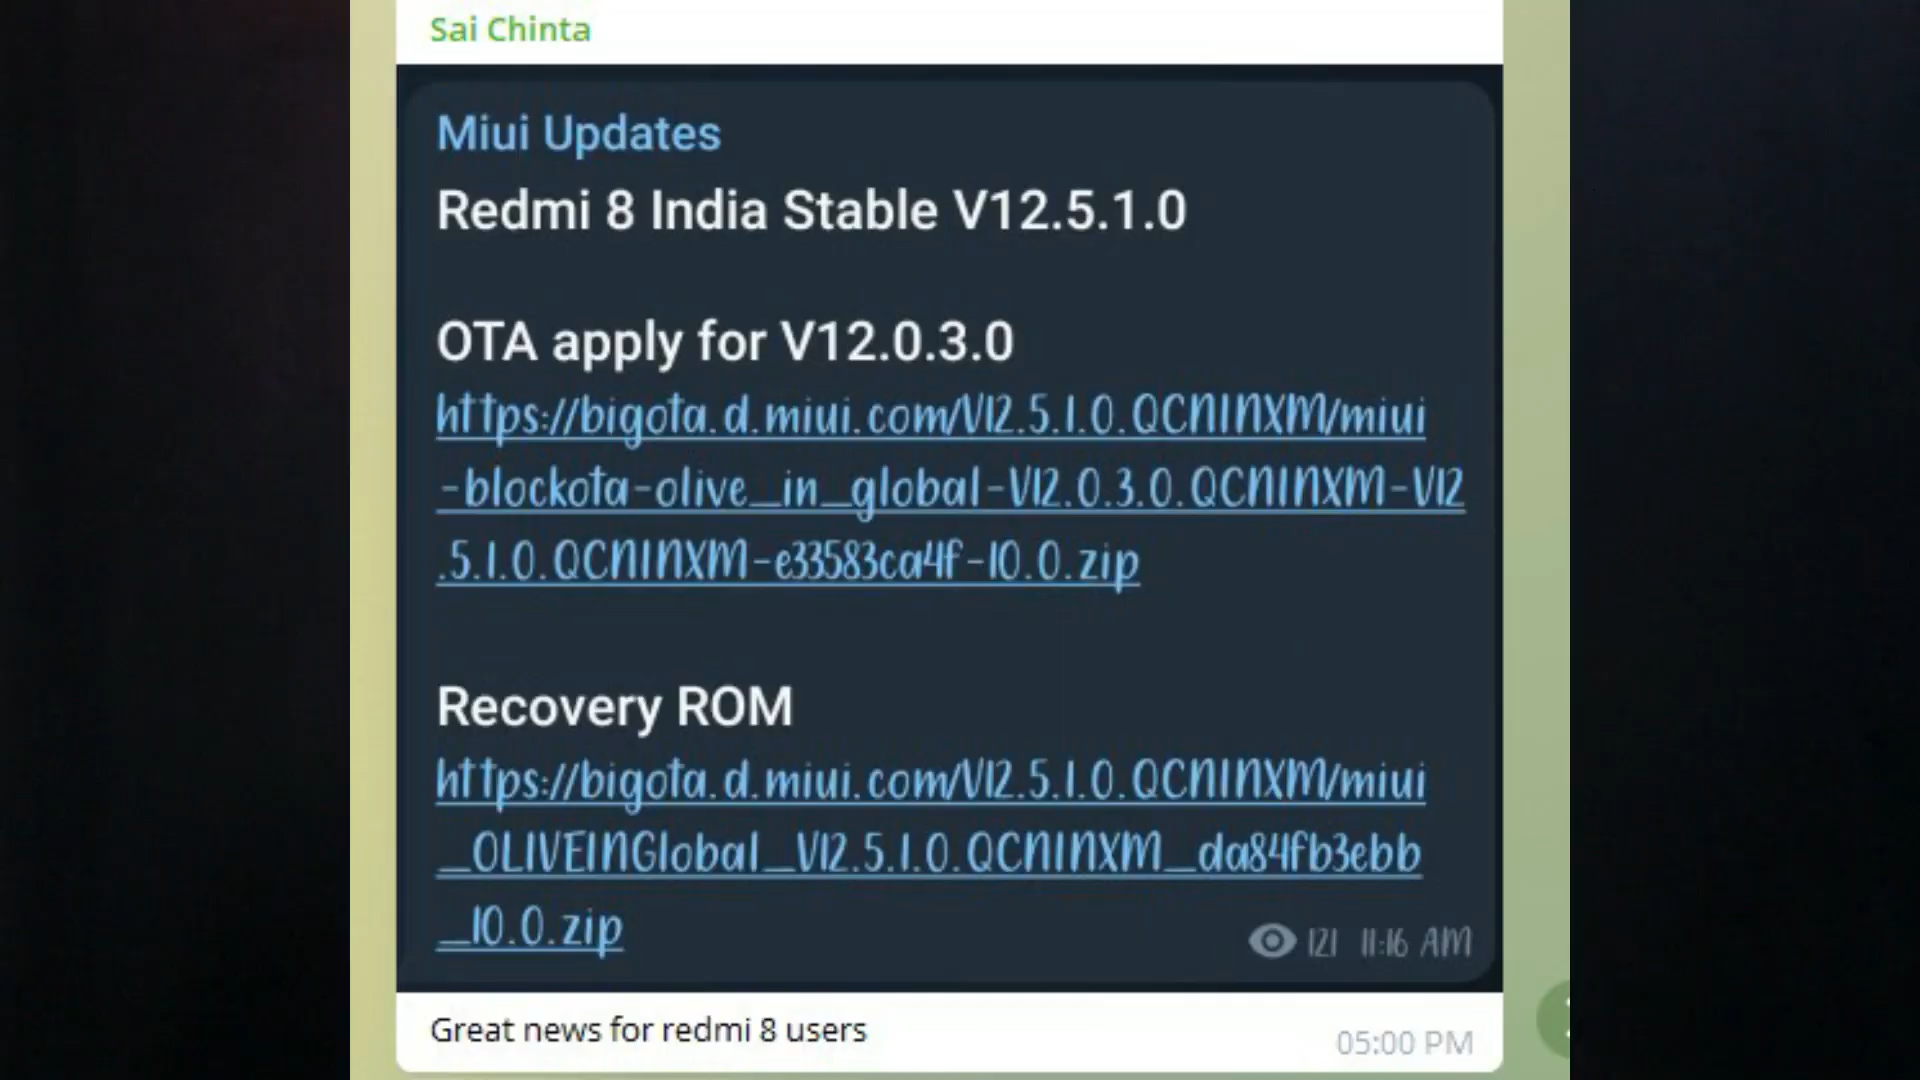 Sai Chinta
Miui Updates
Redmi 8 India Stable V12.5.1.0
OTA apply for V12.0.3.0
https://bigota.d.miui.com/V12.5.1.0.QCNINXM/miui
-blockota-olive_in_global-V12.0.3.0.QCNINXM-V12
.5.1.0.QCNINXM-e33583ca4f-10.0.zip
Recovery ROM
https://bigota.d.miui.com/V12.5.1.0.QCNINXM/miui
_OLIVEINGlobal_V12.5.1.0.QCNINXM_da84fb3ebb
_10.0.zip
121 11:16 AM
Great news for redmi 8 users
05:00 PM